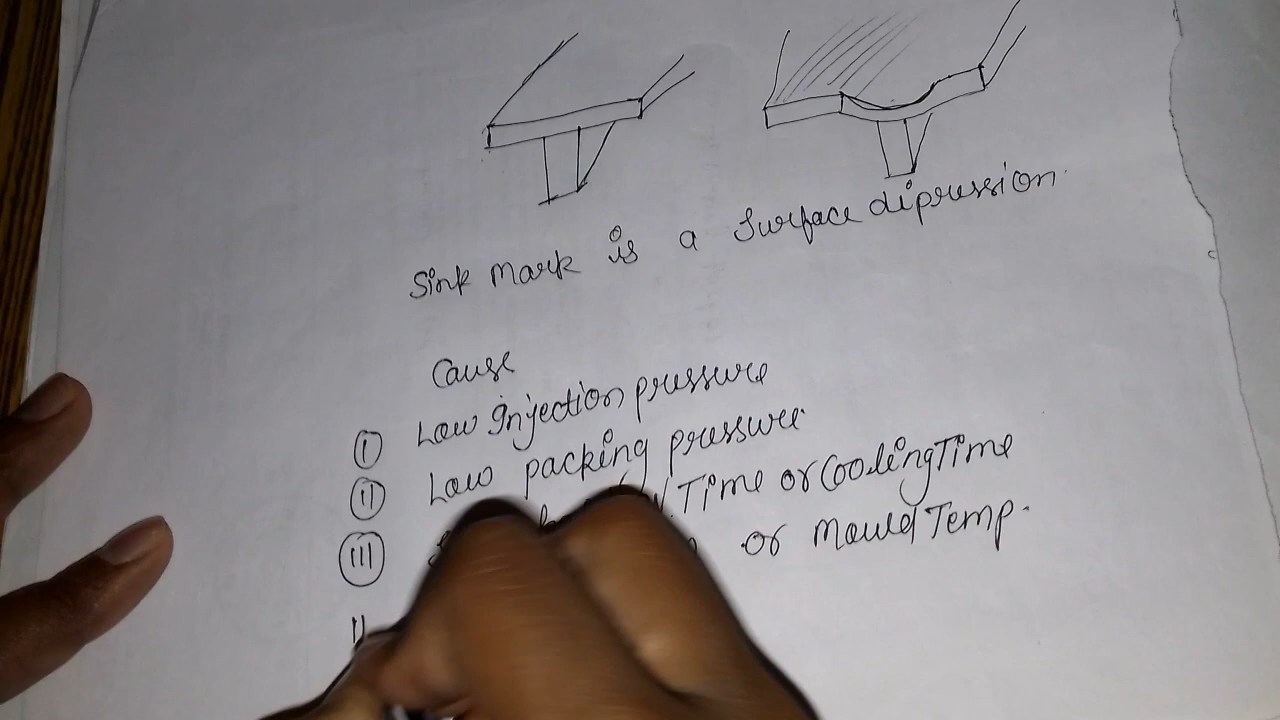 Sink Mark is a Surface dipression.
Cause
I Low Injection pressure
II Low packing pressure
III Time or Cooling Time
or Mould Temp.